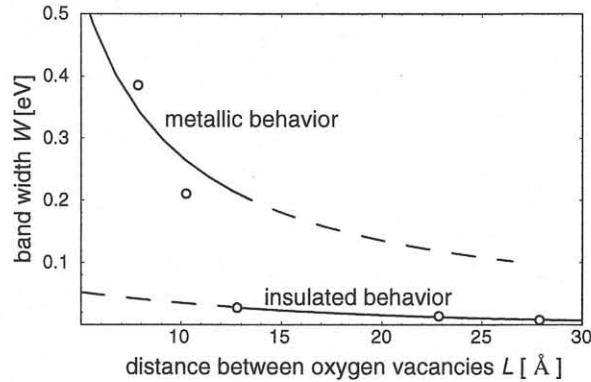 0.5
0.4
0.3
0.2
0.1
band width W [eV]
metallic behavior
insulated behavior
10 15 20 25 30
distance between oxygen vacancies L [ Å ]